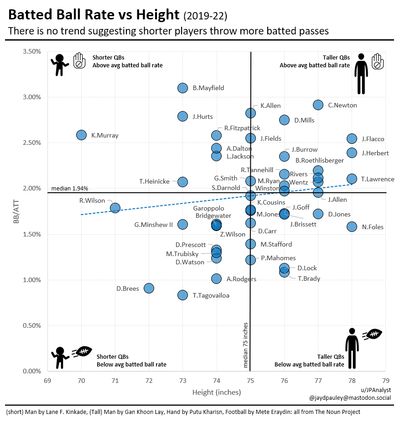 Batted Ball Rate vs Height (2019-22)
There is no trend suggesting shorter players throw more batted passes
3.50%
3.00%
2.50%
2.00%
1.50%
1.00%
0.50%
0.00%
BB/ATT
Shorter QBs
Above avg batted ball rate
Taller QBs
Above avg batted ball rate
B.Mayfield
J.Hurts
K.Allen
C.Newton
D.Mills
K.Murray
R.Fitzpatrick
J.Fields
J.Flacco
A.Dalton
L.Jackson
J.Burrow
J.Herbert
B.Roethlisberger
R.Tannehill
Rivers
T.Heinicke
G.Smith
M.Ryan
Wentz
T.Lawrence
S.Darnold
Winston
median 1.94%
R.Wilson
J.Allen
K.Cousins
Garoppolo
Bridgewater
M.Jones
J.Goff
D.Jones
G.Minshew II
J.Brissett
N.Foles
Z.Wilson
D.Carr
D.Prescott
M.Stafford
M.Trubisky
D.Watson
P.Mahomes
D.Lock
A.Rodgers
T.Brady
D.Brees
T.Tagovailoa
median 75 inches
Shorter QBs
Below avg batted ball rate
Taller QBs
Below avg batted ball rate
69 70 71 72 73 74 75 76 77 78 79
Height (inches)
u/JPAnalyst
@jaydpauley@mastodon.social
(short) Man by Lane F. Kinkade, (Tall) Man by Gan Khoon Lay, Hand by Putu Kharisn, Football by Mete Eraydin: all from The Noun Project